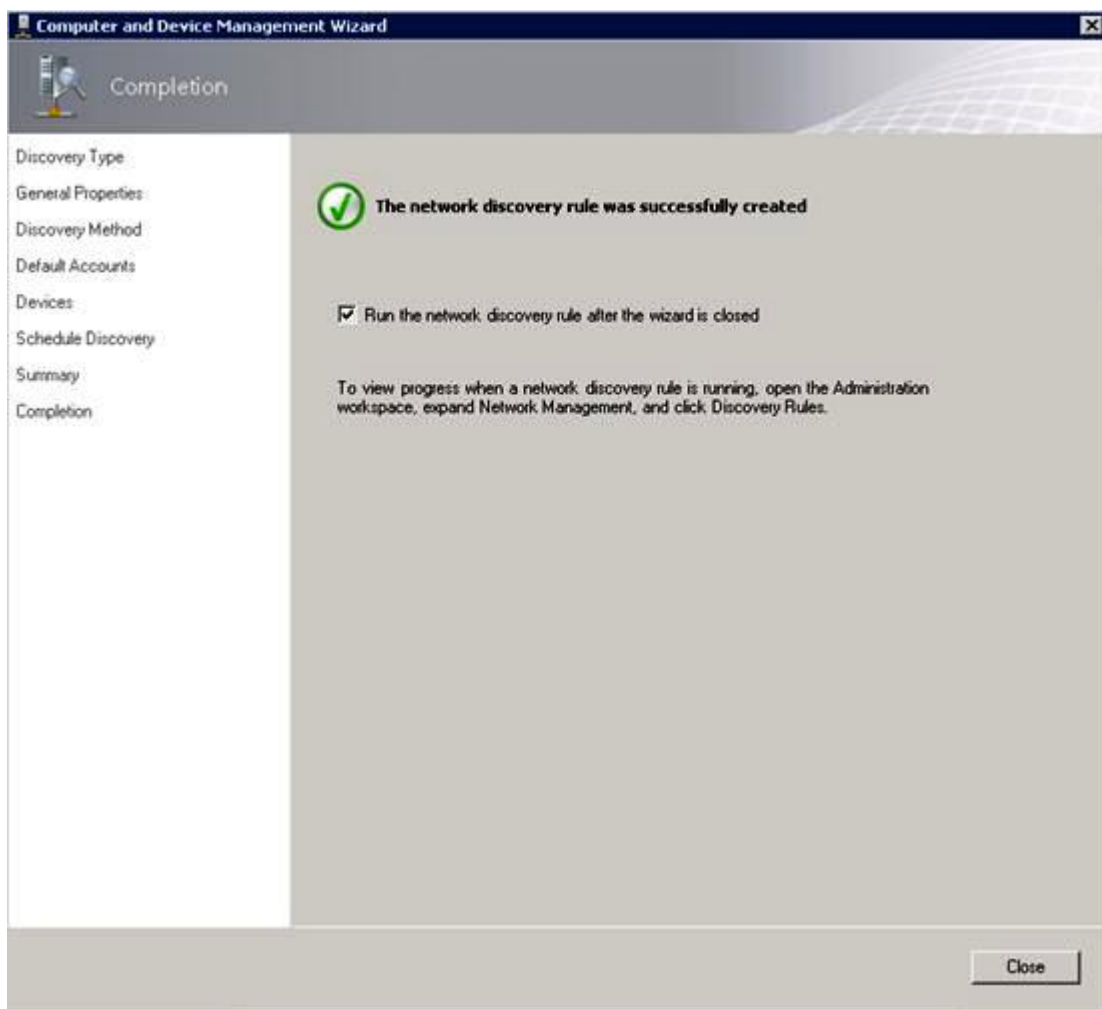 Computer and Device Management Wizard
Completion
Discovery Type
General Properties
Discovery Method
Default Accounts
Devices
Schedule Discovery
Summary
Completion
The network discovery rule was successfully created
Run the network discovery rule after the wizard is closed
To view progress when a network discovery rule is running, open the Administration
workspace, expand Network Management, and click Discovery Rules.
Close